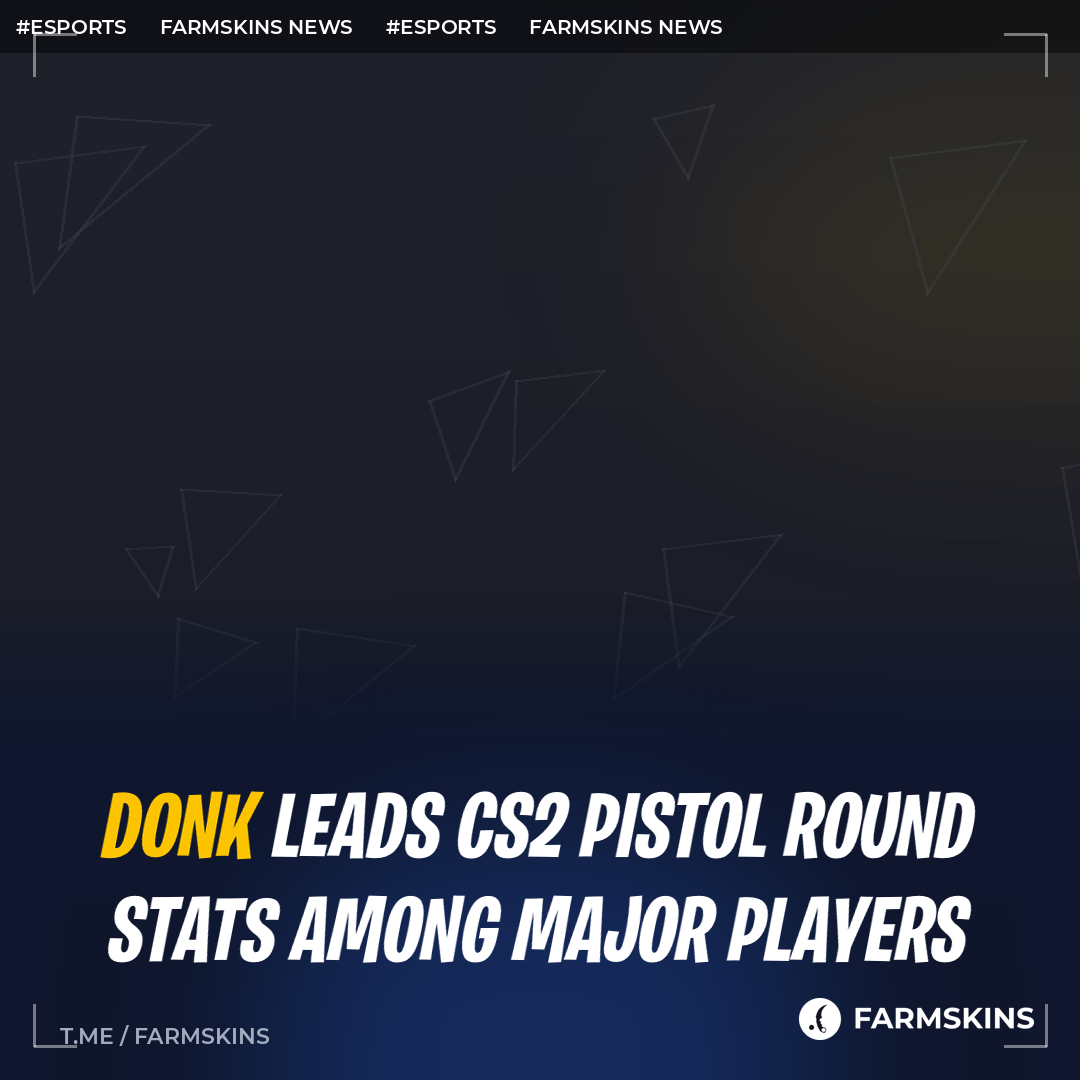 #ESPORTS FARMSKINS NEWS #ESPORTS FARMSKINS NEWS
DONK LEADS CS2 PISTOL ROUND
STATS AMONG MAJOR PLAYERS
T.ME / FARMSKINS
FARMSKINS